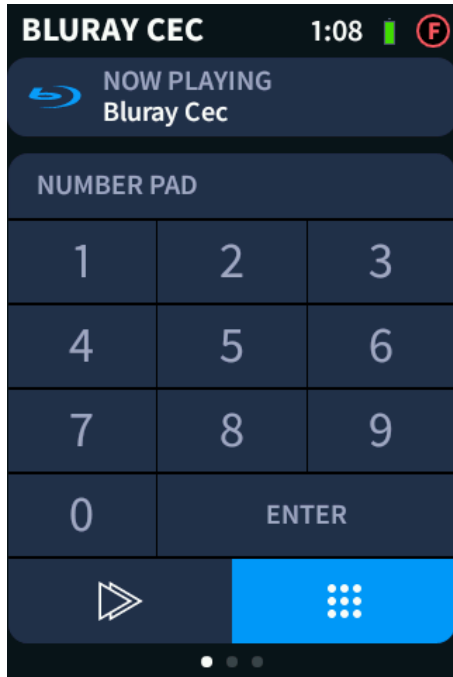 BLURAY CEC 1:08 F
NOW PLAYING
Bluray Cec
NUMBER PAD
1 2 3
4 5 6
7 8 9
0 ENTER